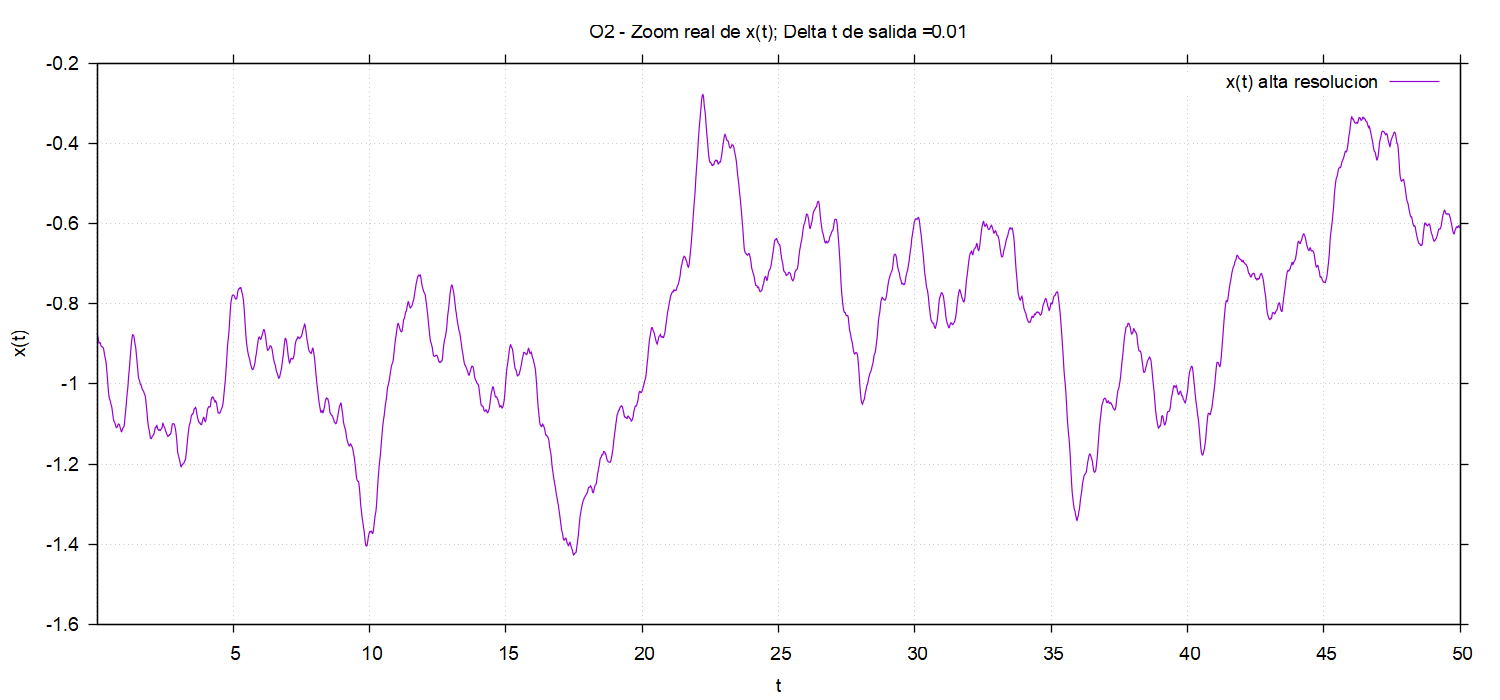 O2 - Zoom real de x(t); Delta t de salida =0.01
x(t) alta resolucion
-0.2
-0.4
-0.6
-0.8
-1
-1.2
-1.4
-1.6
x(t)
5 10 15 20 25 30 35 40 45 50
t